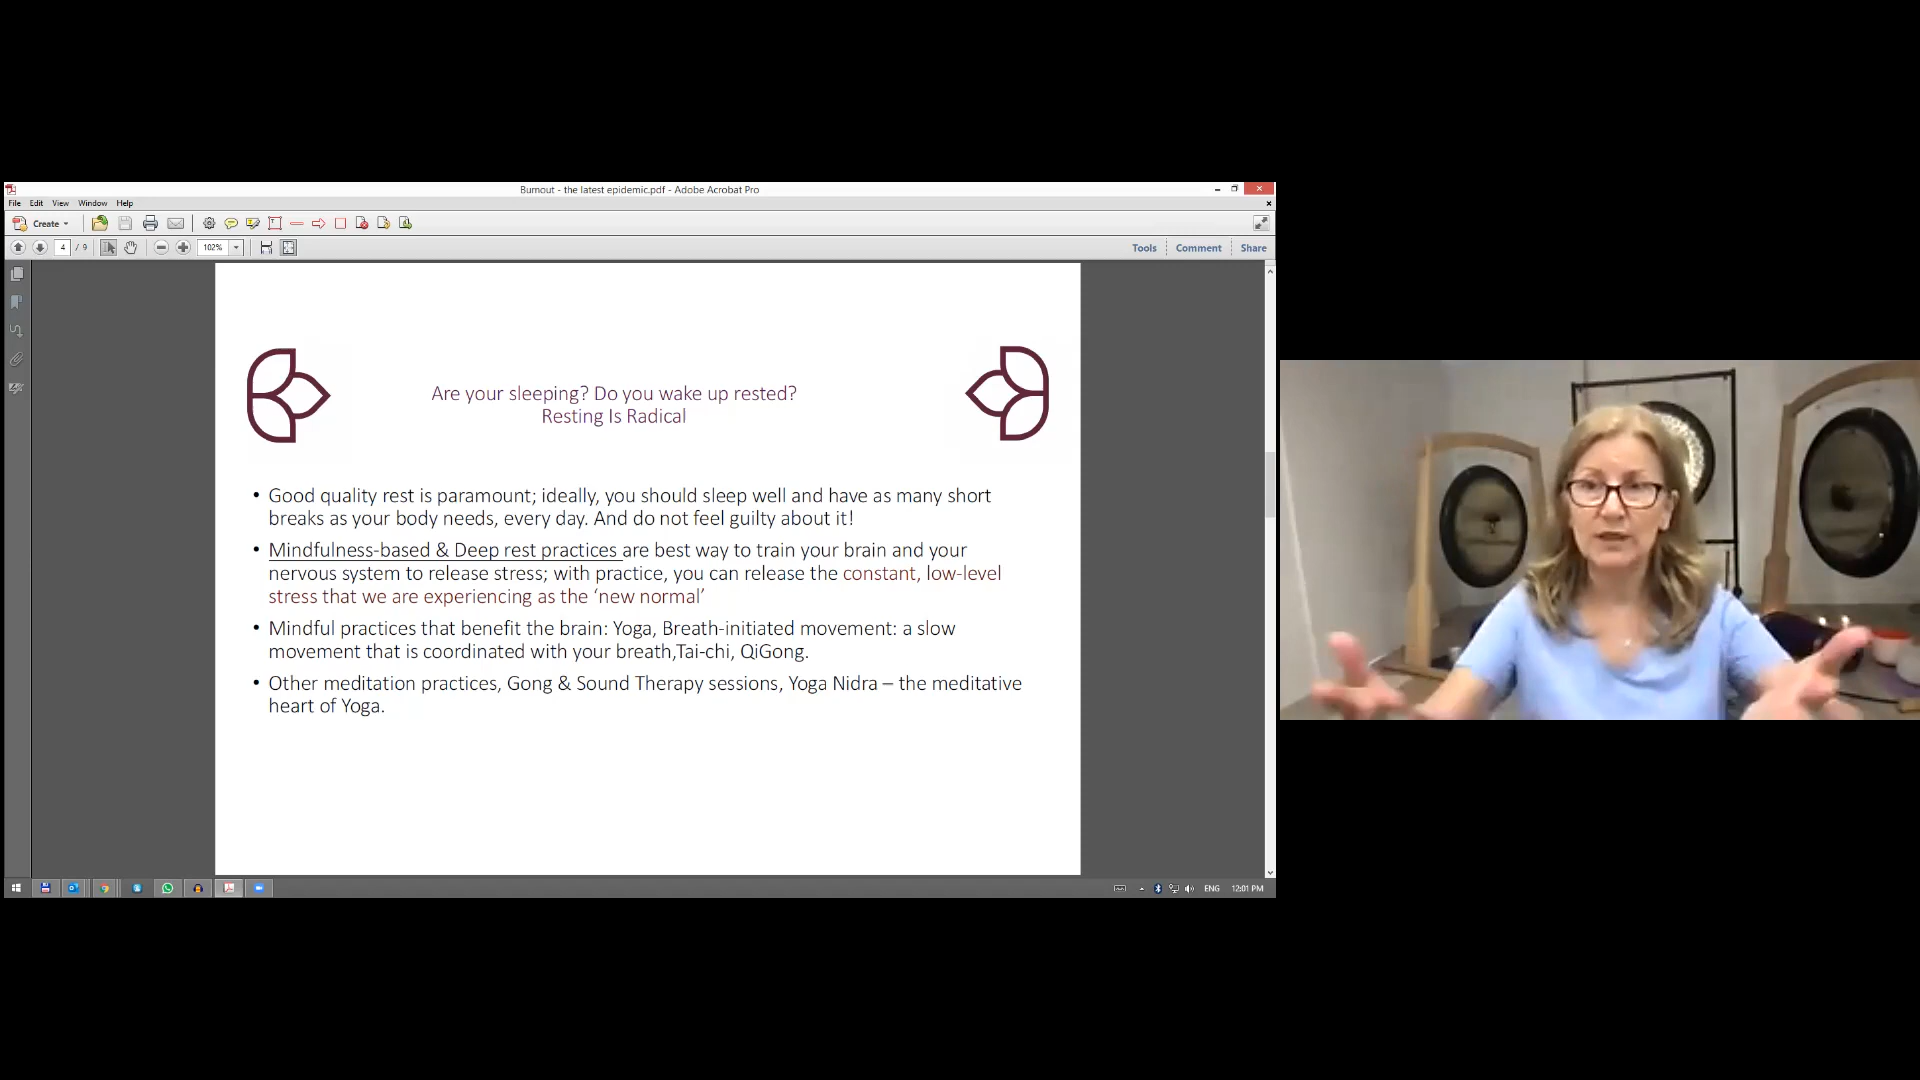 Burnout - the latest epidemic.pdf - Adobe Acrobat Pro
File Edit View Window Help
Create
4 / 9 102% Tools Comment Share
Are your sleeping? Do you wake up rested?
Resting Is Radical
• Good quality rest is paramount; ideally, you should sleep well and have as many short
breaks as your body needs, every day. And do not feel guilty about it!
• Mindfulness-based & Deep rest practices are best way to train your brain and your
nervous system to release stress; with practice, you can release the constant, low-level
stress that we are experiencing as the ‘new normal’
• Mindful practices that benefit the brain: Yoga, Breath-initiated movement: a slow
movement that is coordinated with your breath,Tai-chi, QiGong.
• Other meditation practices, Gong & Sound Therapy sessions, Yoga Nidra – the meditative
heart of Yoga.
ENG 12:01 PM